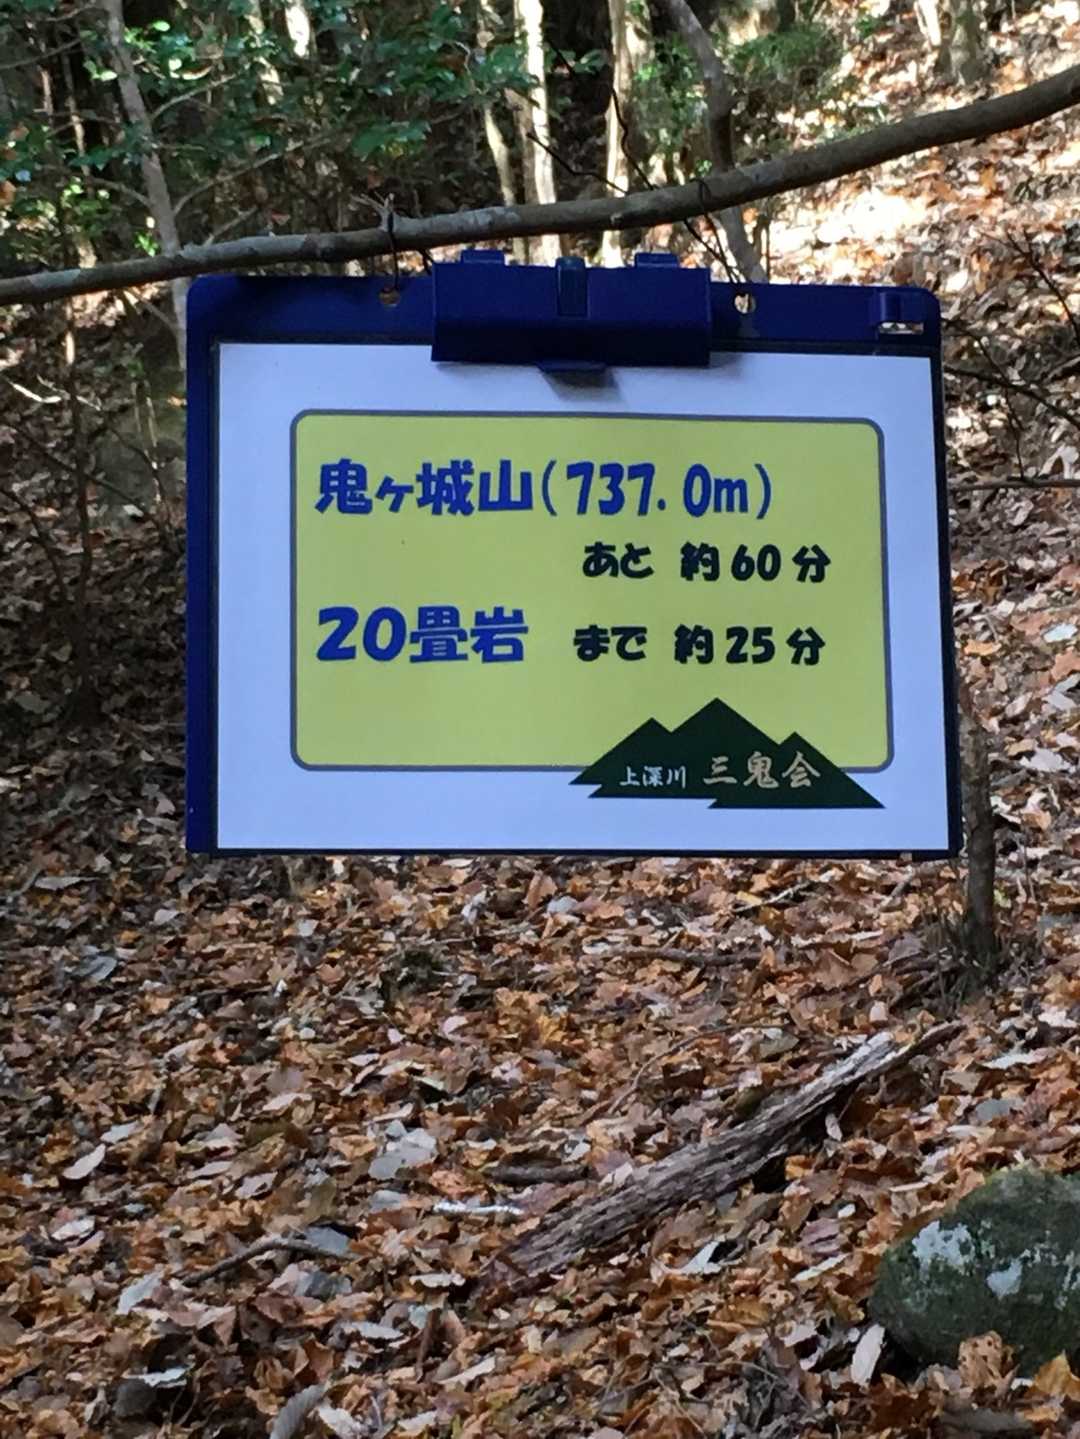 鬼ヶ城山(737.0m)
あと 約60分
20畳岩 まで 約25分
上深川 三鬼会